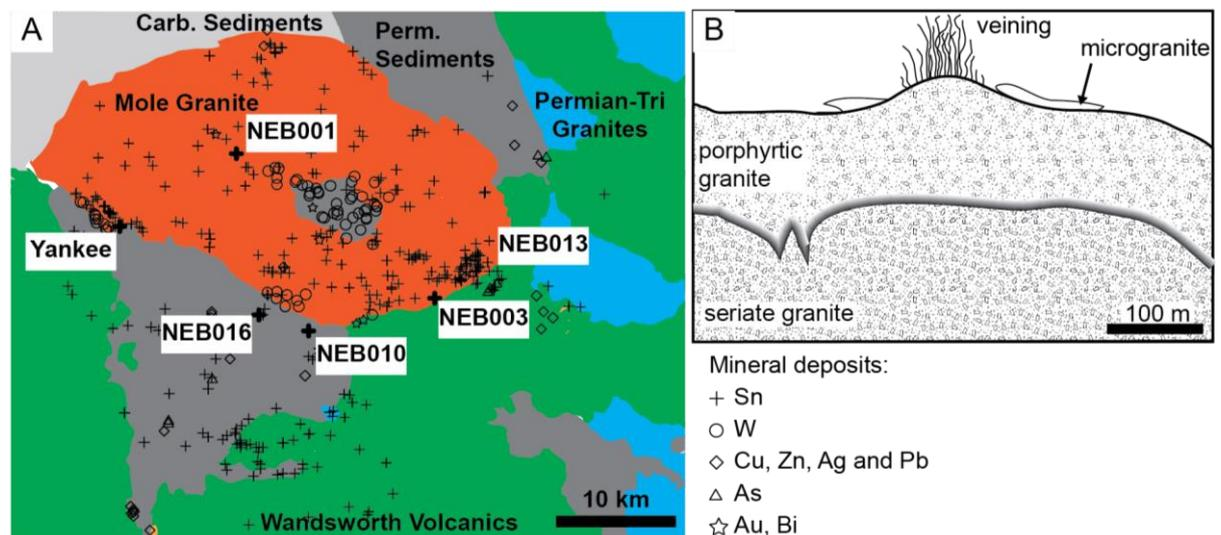 A
Carb. Sediments
Perm.
Sediments
Mole Granite
NEB001
Permian-Tri
Granites
Yankee
NEB013
NEB016
NEB003
NEB010
Wandsworth Volcanics
10 km
B
veining
microgranite
porphyrtic
granite
seriate granite
100 m
Mineral deposits:
Sn
W
Cu, Zn, Ag and Pb
As
Au, Bi